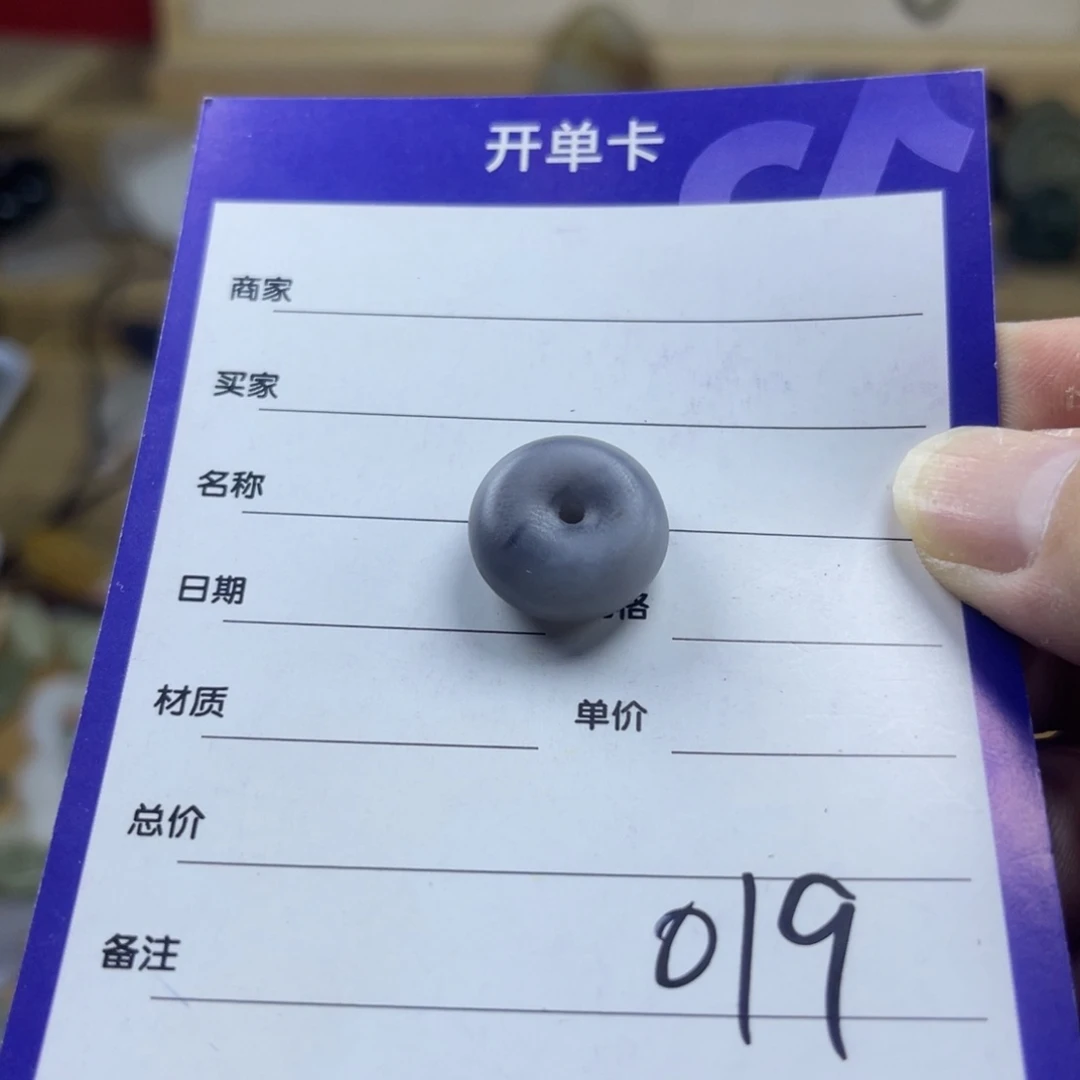 开单卡
商家
买家
名称
日期 格
材质 单价
总价
备注 019